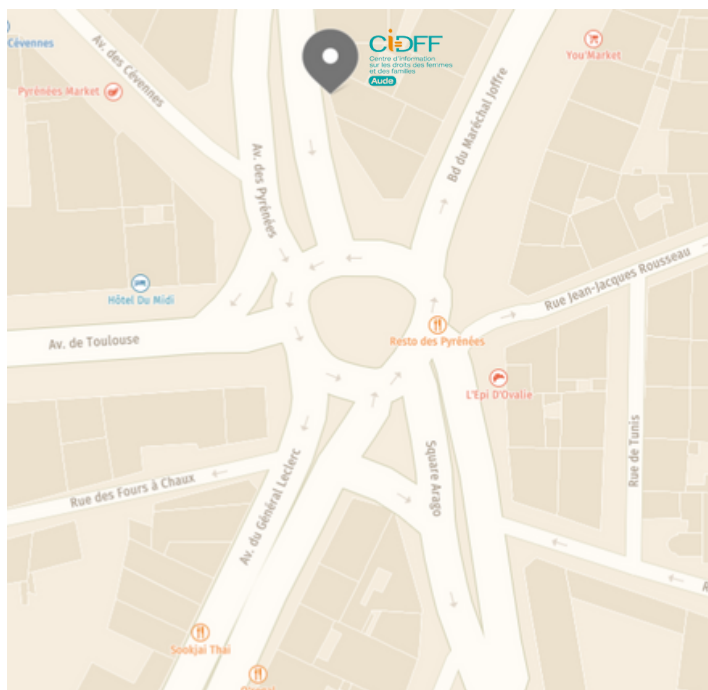 CIDFF
Centre d'information
sur les droits des femmes
et des familles
Aude
Cévennes
Av. des Cévennes
Pyrénées Market
You'Market
Bd du Maréchal Joffre
Av. des Pyrénées
Rue Jean-Jacques Rousseau
Hôtel Du Midi
Av. de Toulouse
Resto des Pyrénées
L'Epi D'Ovalie
Rue de Tunis
Square Arago
Av. du Général Leclerc
Rue des Fours à Chaux
Sookjai Thaï